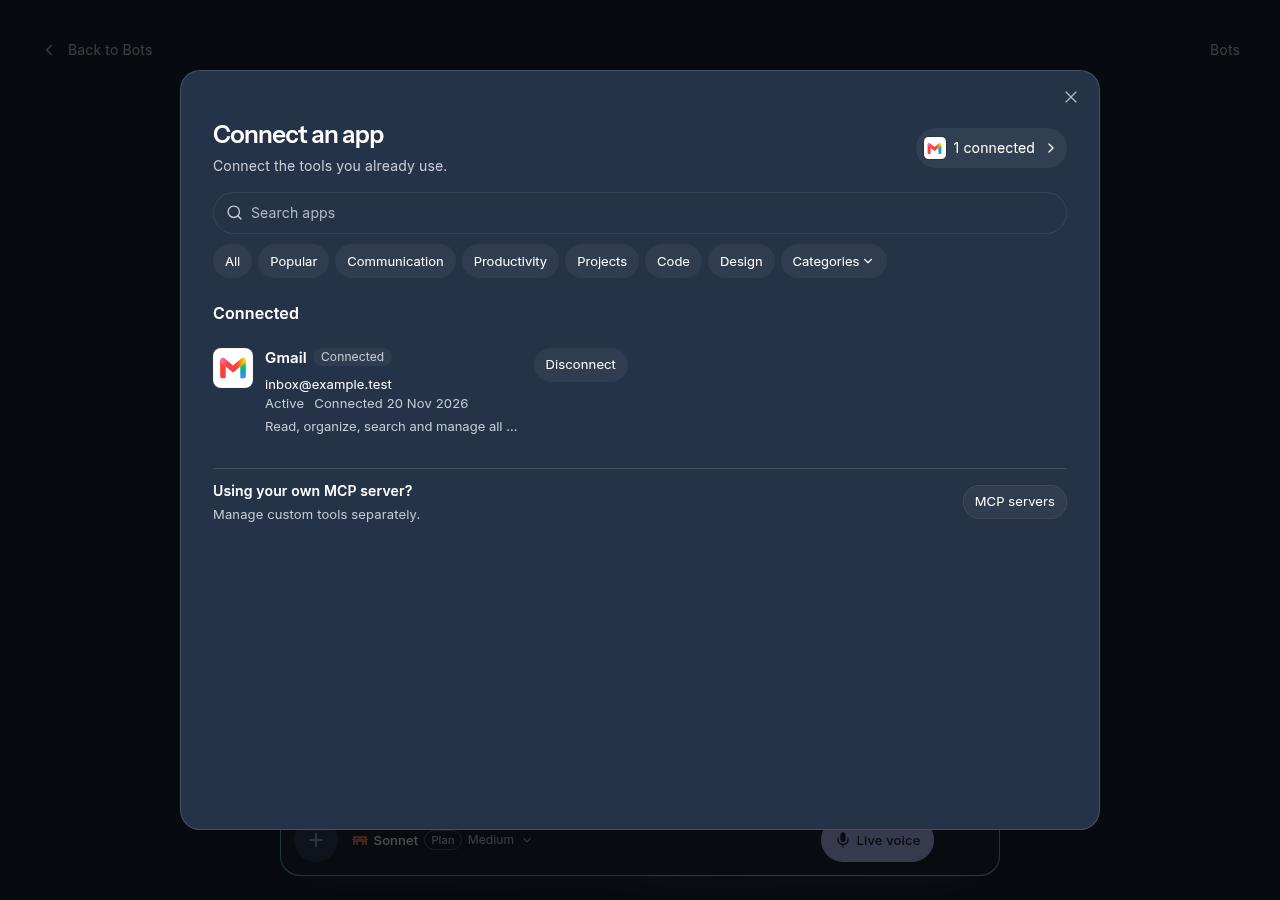 Back to Bots
Bots
Connect an app
Connect the tools you already use.
1 connected
Search apps
All Popular Communication Productivity Projects Code Design Categories
Connected
Gmail Connected
Disconnect
inbox@example.test
Active Connected 20 Nov 2026
Read, organize, search and manage all ...
Using your own MCP server?
Manage custom tools separately.
MCP servers
Sonnet Plan Medium
Live voice